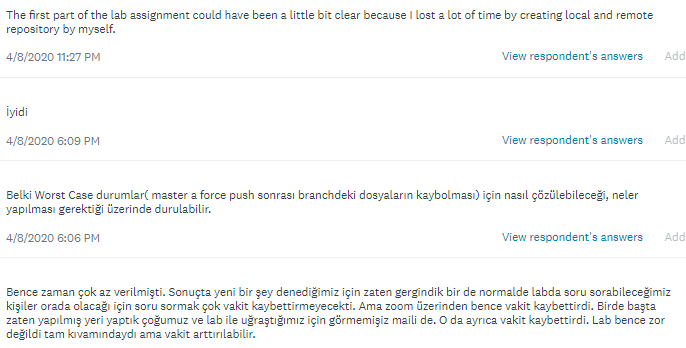 The first part of the lab assignment could have been a little bit clear because I lost a lot of time by creating local and remote
repository by myself.
4/8/2020 11:27 PM View respondent's answers Add
İyidi
4/8/2020 6:09 PM View respondent's answers Add
Belki Worst Case durumlar( master a force push sonrası branchdeki dosyaların kaybolması) için nasıl çözülebileceği, neler
yapılması gerektiği üzerinde durulabilir.
4/8/2020 6:06 PM View respondent's answers Add
Bence zaman çok az verilmişti. Sonuçta yeni bir şey denediğimiz için zaten gergindik bir de normalde labda soru sorabileceğimiz
kişiler orada olacağı için soru sormak çok vakit kaybettirmeyecekti. Ama zoom üzerinden bence vakit kaybettirdi. Birde başta
zaten yapılmış yeri yaptık çoğumuz ve lab ile uğraştığımız için görmemişiz maili de. O da ayrıca vakit kaybettirdi. Lab bence zor
değildi tam kıvamındaydı ama vakit arttırılabilir.